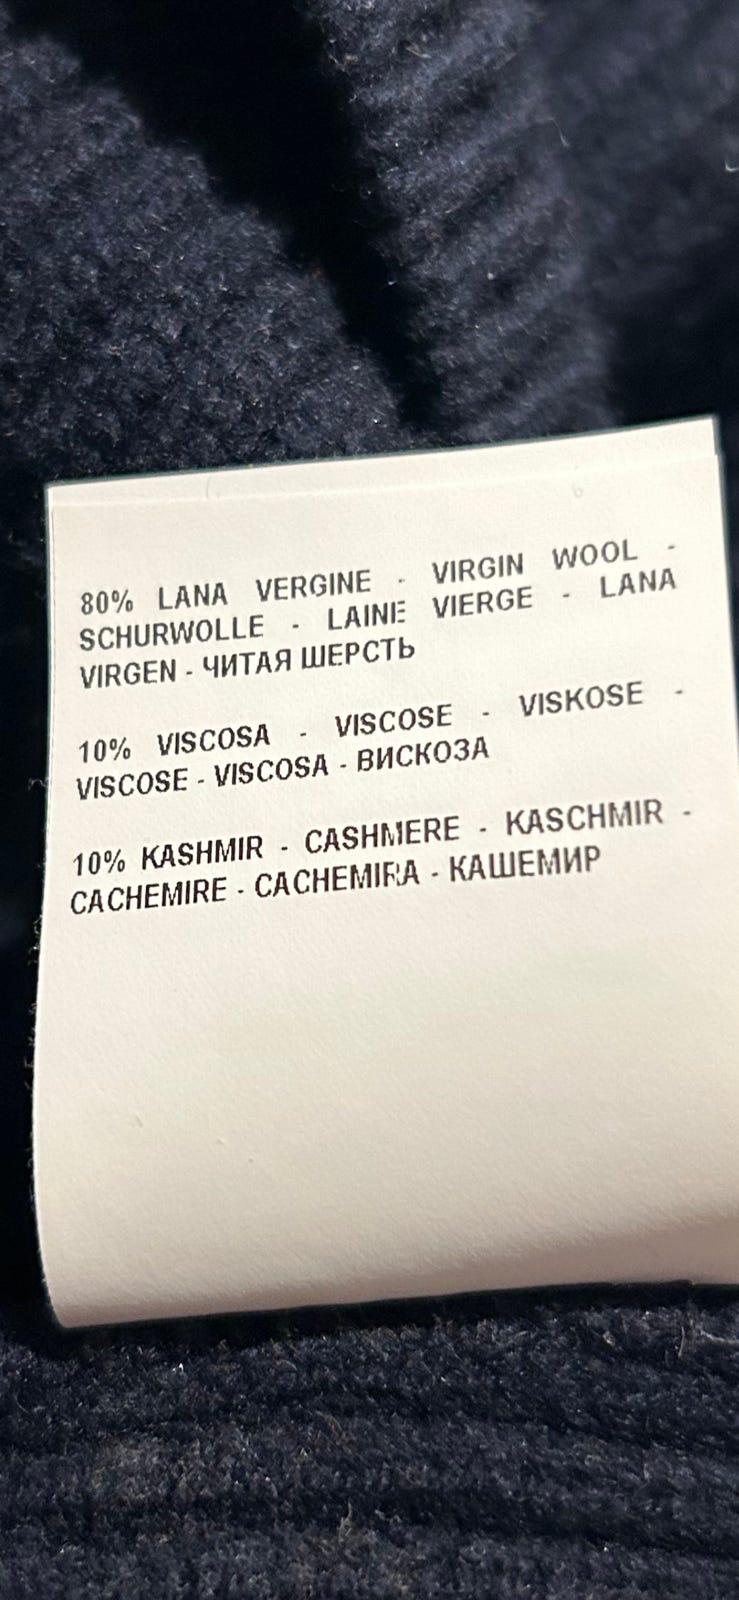 80% LANA VERGINE - VIRGIN WOOL -
SCHURWOLLE - LAINE VIERGE - LANA
VIRGEN - ЧИТАЯ ШЕРСТЬ
10% VISCOSA - VISCOSE - VISKOSE -
VISCOSE - VISCOSA - ВИСКОЗА
10% KASHMIR - CASHMERE - KASCHMIR -
CACHEMIRE - CACHEMIRA - КАШЕМИР